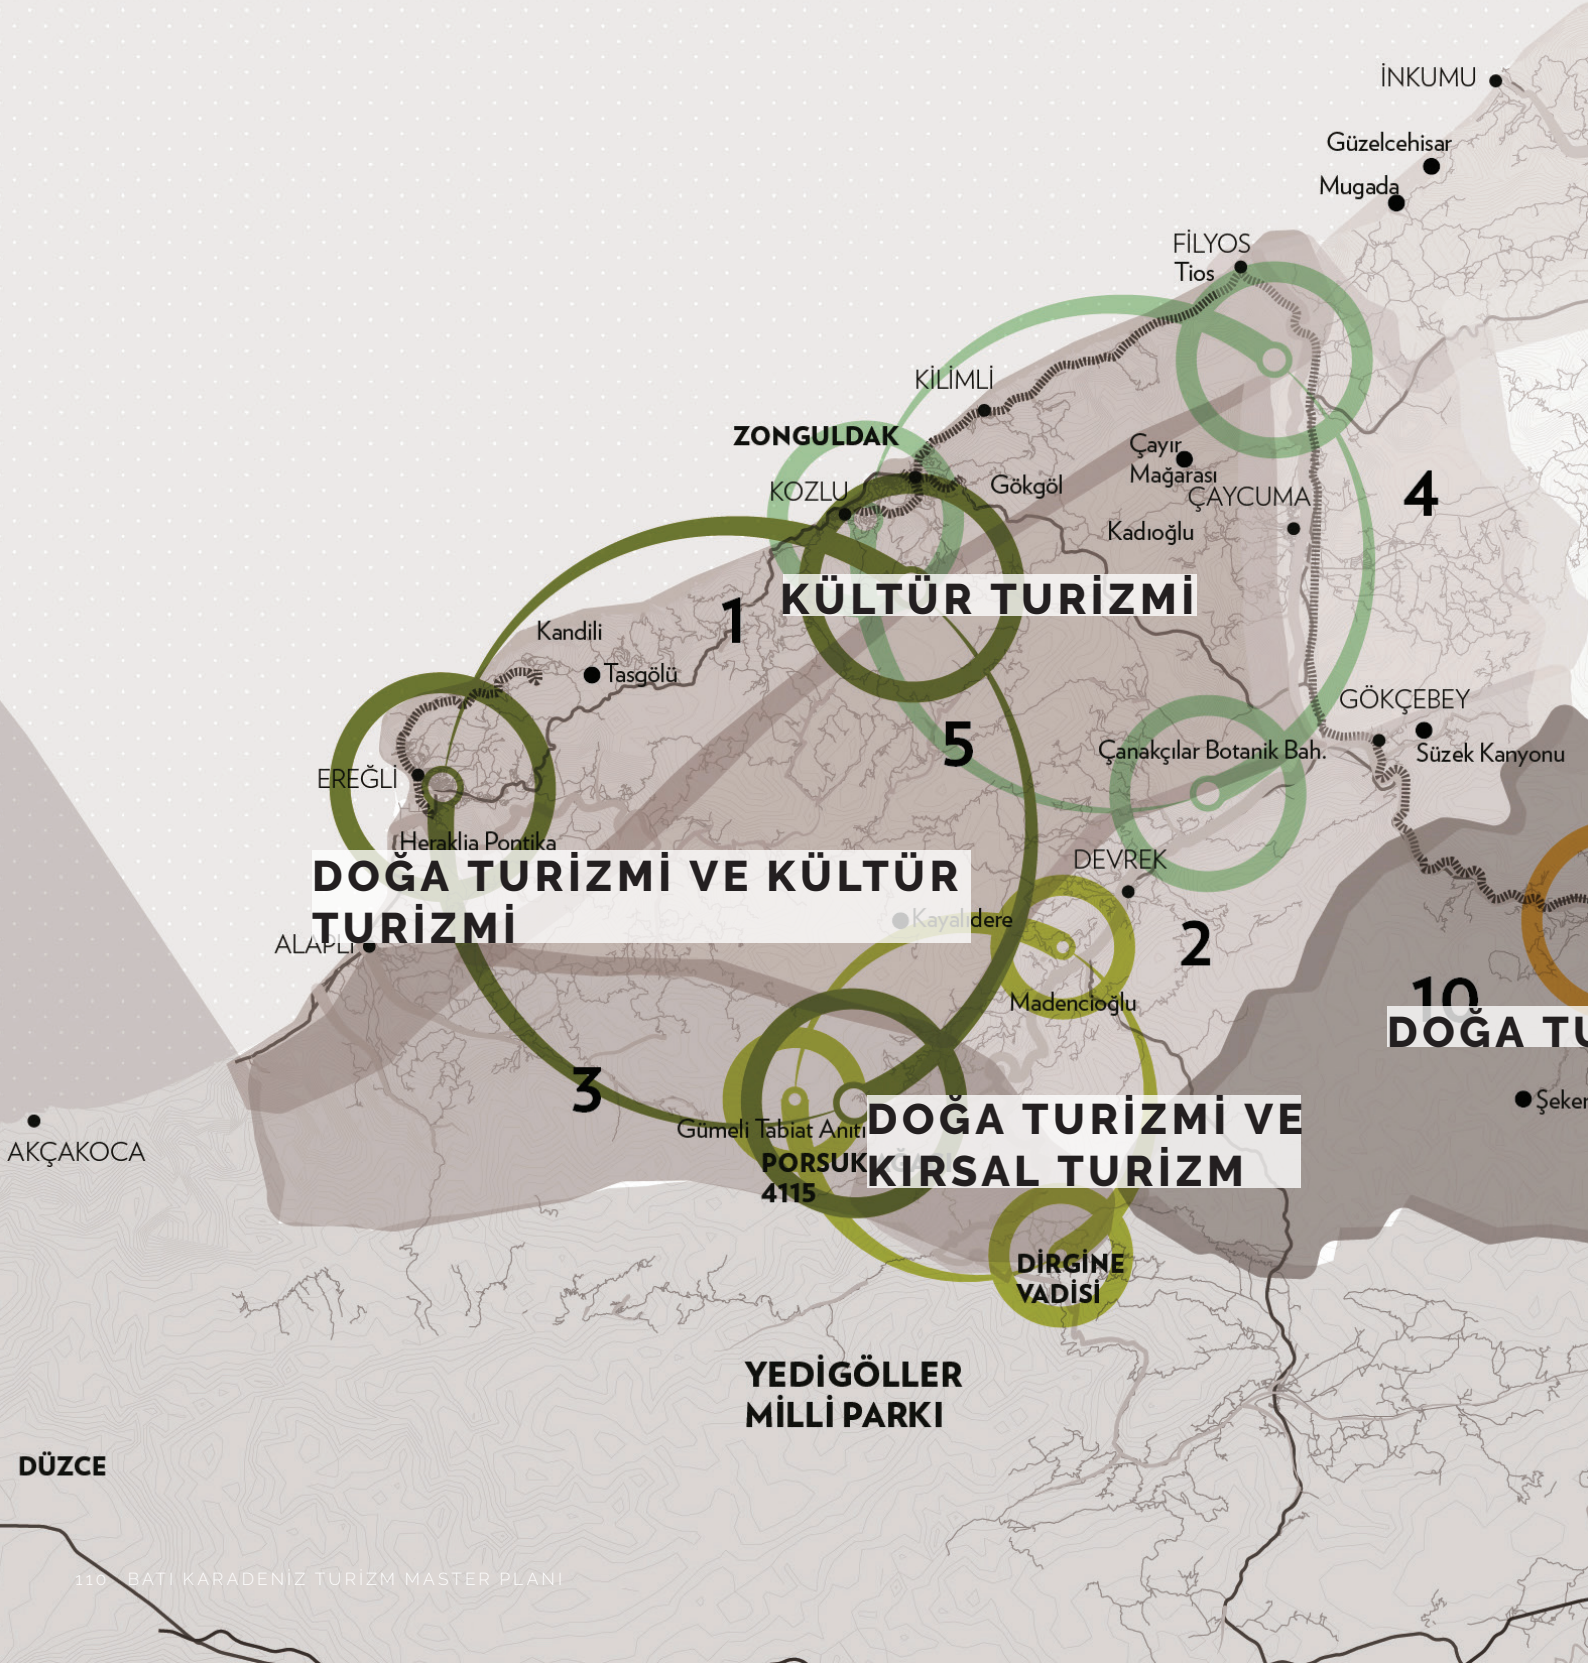 İNKUMU
Güzelcehisar
Mugada
FİLYOS
Tios
KİLİMLİ
ZONGULDAK
Çayır
Mağarası
KOZLU
Gökgöl
ÇAYCUMA
4
Kadıoğlu
KÜLTÜR TURİZMİ
1
Kandili
Tasgölü
GÖKÇEBEY
5
Çanakçılar Botanik Bah.
Süzek Kanyonu
EREĞLİ
Heraklia Pontika
DEVREK
DOĞA TURİZMİ VE KÜLTÜR
TURİZMİ
Kayalıdere
ALAPLI
2
Madencioğlu
10
DOĞA TU
3
Şeker
DOĞA TURİZMİ VE
KIRSAL TURİZM
Gümeli Tabiat Anıtı
PORSUK AĞACI
4115
AKÇAKOCA
DİRGİNE
VADİSİ
YEDİGÖLLER
MİLLİ PARKI
DÜZCE
110 BATI KARADENİZ TURİZM MASTER PLANI